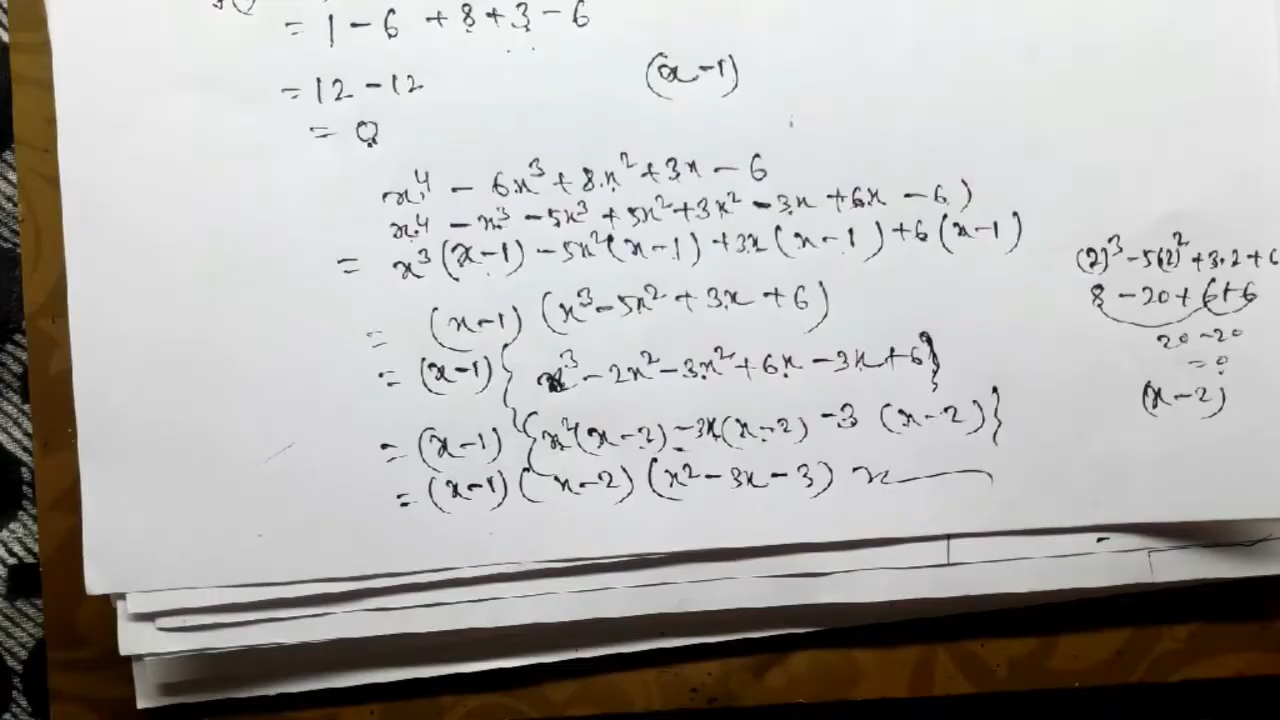 = 1 - 6 + 8 + 3 - 6
= 12 - 12
= 0
(x-1)
x⁴ - 6x³ + 8x² + 3x - 6
x⁴ - x³ - 5x³ + 5x² + 3x² - 3x + 6x - 6)
= x³(x-1) - 5x²(x-1) + 3x(x-1) + 6(x-1)
= (x-1) (x³ - 5x² + 3x + 6)
= (x-1) { x³ - 2x² - 3x² + 6x - 3x + 6}
= (x-1) {x²(x-2) - 3x(x-2) - 3 (x-2)}
= (x-1) (x-2) (x² - 3x - 3)
(2)³ - 5(2)² + 3.2 + 6
8 - 20 + 6 + 6
20 - 20
= 0
(x-2)